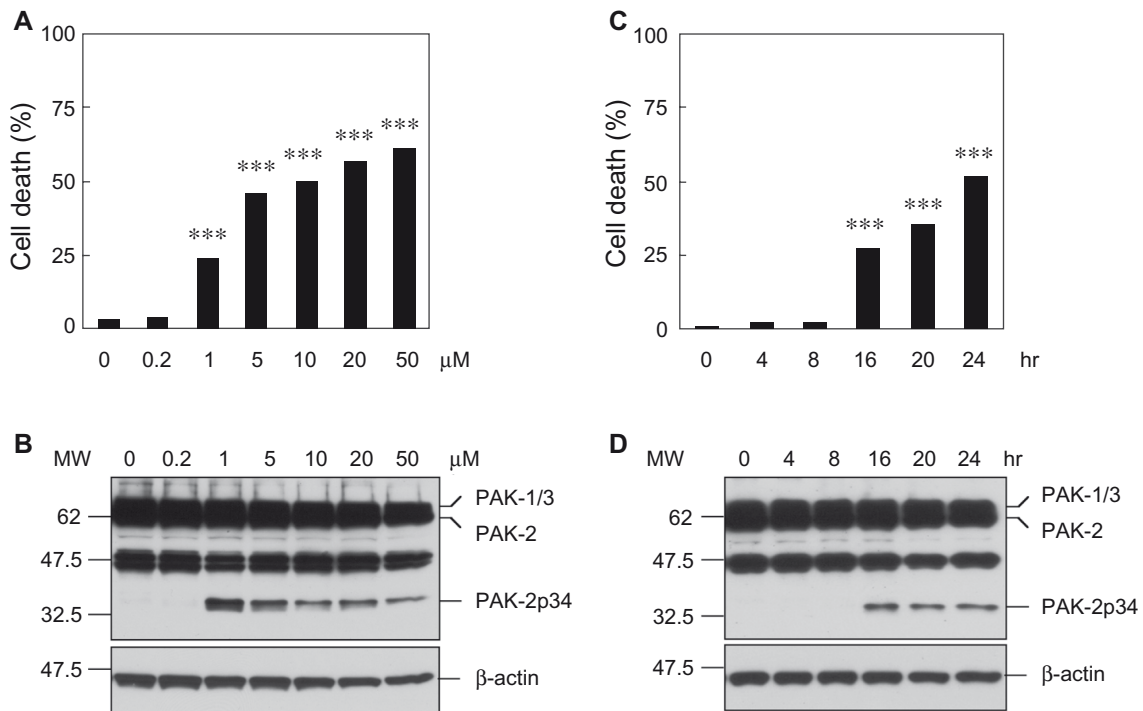 A
Cell death (%)
100
75
50
25
0
*** *** *** *** ***
0 0.2 1 5 10 20 50 μM
B
MW 0 0.2 1 5 10 20 50 μM
62
47.5
32.5
PAK-1/3
PAK-2
PAK-2p34
47.5
β-actin
C
Cell death (%)
100
75
50
25
0
*** *** ***
0 4 8 16 20 24 hr
D
MW 0 4 8 16 20 24 hr
62
47.5
32.5
PAK-1/3
PAK-2
PAK-2p34
47.5
β-actin